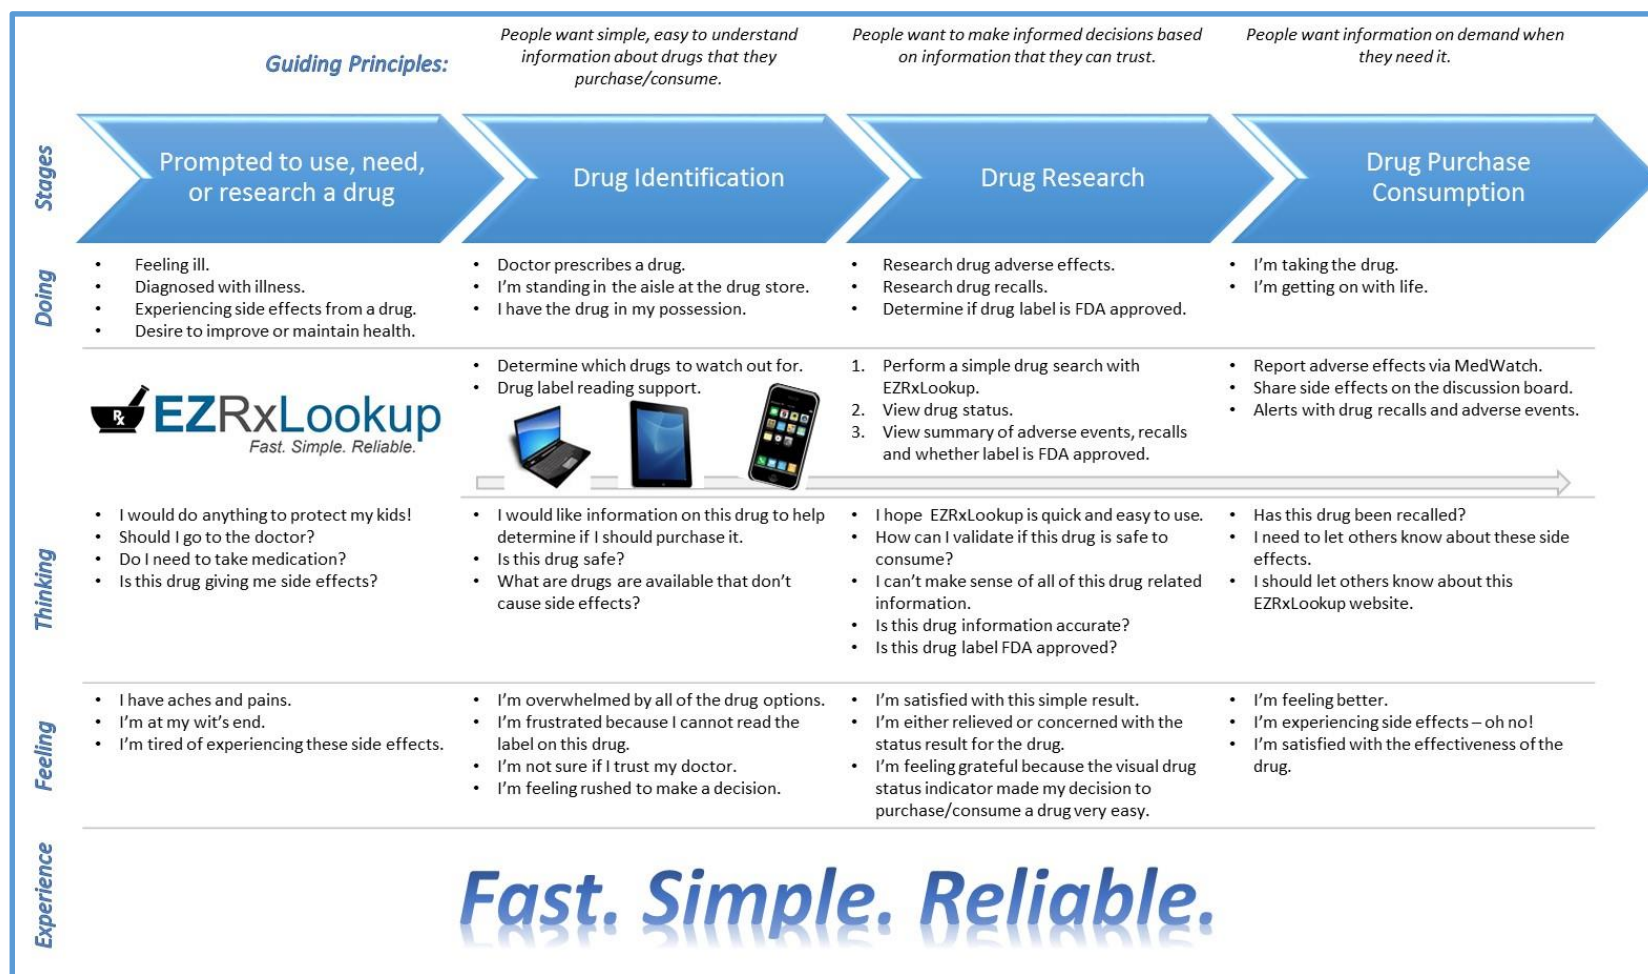 Guiding Principles:
People want simple, easy to understand
information about drugs that they
purchase/consume.
People want to make informed decisions based
on information that they can trust.
People want information on demand when
they need it.
Stages
Prompted to use, need,
or research a drug
Drug Identification
Drug Research
Drug Purchase
Consumption
Doing
• Feeling ill.
• Diagnosed with illness.
• Experiencing side effects from a drug.
• Desire to improve or maintain health.
• Doctor prescribes a drug.
• I’m standing in the aisle at the drug store.
• I have the drug in my possession.
• Research drug adverse effects.
• Research drug recalls.
• Determine if drug label is FDA approved.
• I’m taking the drug.
• I’m getting on with life.
Rx
EZRxLookup
Fast. Simple. Reliable.
• Determine which drugs to watch out for.
• Drug label reading support.
1. Perform a simple drug search with
EZRxLookup.
2. View drug status.
3. View summary of adverse events, recalls
and whether label is FDA approved.
• Report adverse effects via MedWatch.
• Share side effects on the discussion board.
• Alerts with drug recalls and adverse events.
Thinking
• I would do anything to protect my kids!
• Should I go to the doctor?
• Do I need to take medication?
• Is this drug giving me side effects?
• I would like information on this drug to help
determine if I should purchase it.
• Is this drug safe?
• What are drugs are available that don’t
cause side effects?
• I hope EZRxLookup is quick and easy to use.
• How can I validate if this drug is safe to
consume?
• I can’t make sense of all of this drug related
information.
• Is this drug information accurate?
• Is this drug label FDA approved?
• Has this drug been recalled?
• I need to let others know about these side
effects.
• I should let others know about this
EZRxLookup website.
Feeling
• I have aches and pains.
• I’m at my wit’s end.
• I’m tired of experiencing these side effects.
• I’m overwhelmed by all of the drug options.
• I’m frustrated because I cannot read the
label on this drug.
• I’m not sure if I trust my doctor.
• I’m feeling rushed to make a decision.
• I’m satisfied with this simple result.
• I’m either relieved or concerned with the
status result for the drug.
• I’m feeling grateful because the visual drug
status indicator made my decision to
purchase/consume a drug very easy.
• I’m feeling better.
• I’m experiencing side effects – oh no!
• I’m satisfied with the effectiveness of the
drug.
Experience
Fast. Simple. Reliable.